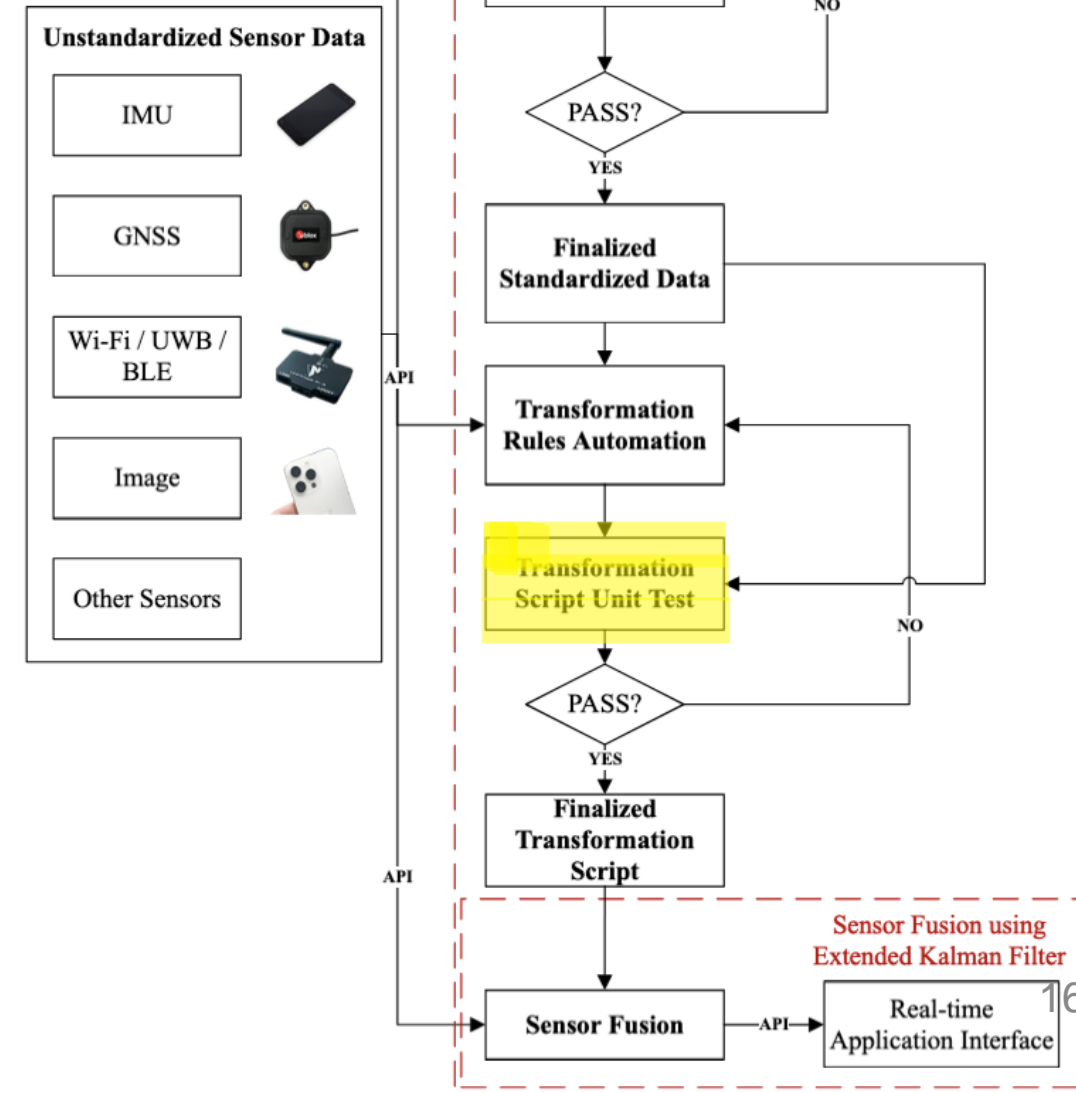 Unstandardized Sensor Data
IMU
GNSS
Wi-Fi / UWB /
BLE
Image
Other Sensors
API
API
NO
PASS?
YES
Finalized
Standardized Data
Transformation
Rules Automation
Transformation
Script Unit Test
NO
PASS?
YES
Finalized
Transformation
Script
Sensor Fusion using
Extended Kalman Filter
16
Sensor Fusion
API
Real-time
Application Interface